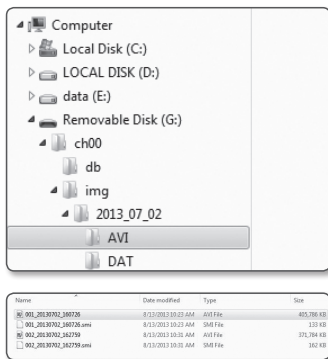 Computer
Local Disk (C:)
LOCAL DISK (D:)
data (E:)
Removable Disk (G:)
ch00
db
img
2013_07_02
AVI
DAT
Name Date modified Type Size
001_20130702_160726 8/13/2013 10:23 AM AVI File 405,786 KB
001_20130702_160726.smi 8/13/2013 10:23 AM SMI File 133 KB
002_20130702_162759 8/13/2013 10:31 AM AVI File 371,784 KB
002_20130702_162759.smi 8/13/2013 10:31 AM SMI File 162 KB